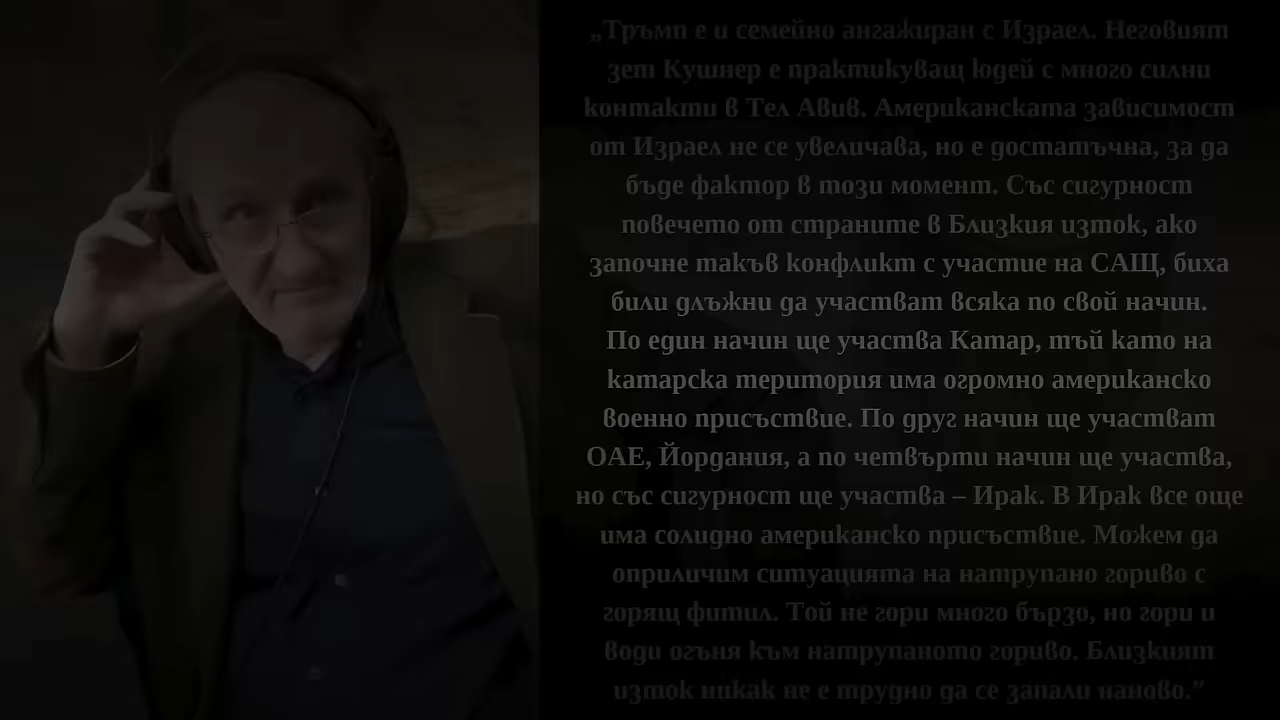 „Тръмп е и семейно ангажиран с Израел. Неговият
зет Кушнер е практикуващ юдей с много силни
контакти в Тел Авив. Американската зависимост
от Израел не се увеличава, но е достатъчна, за да
бъде фактор в този момент. Със сигурност
повечето от страните в Близкия изток, ако
започне такъв конфликт с участие на САЩ, биха
били длъжни да участват всяка по свой начин.
По един начин ще участва Катар, тъй като на
катарска територия има огромно американско
военно присъствие. По друг начин ще участват
ОАЕ, Йордания, а по четвърти начин ще участва,
но със сигурност ще участва – Ирак. В Ирак все още
има солидно американско присъствие. Можем да
оприличим ситуацията на натрупано гориво с
горящ фитил. Той не гори много бързо, но гори и
води огъня към натрупаното гориво. Близкият
изток никак не е трудно да се запали наново.”